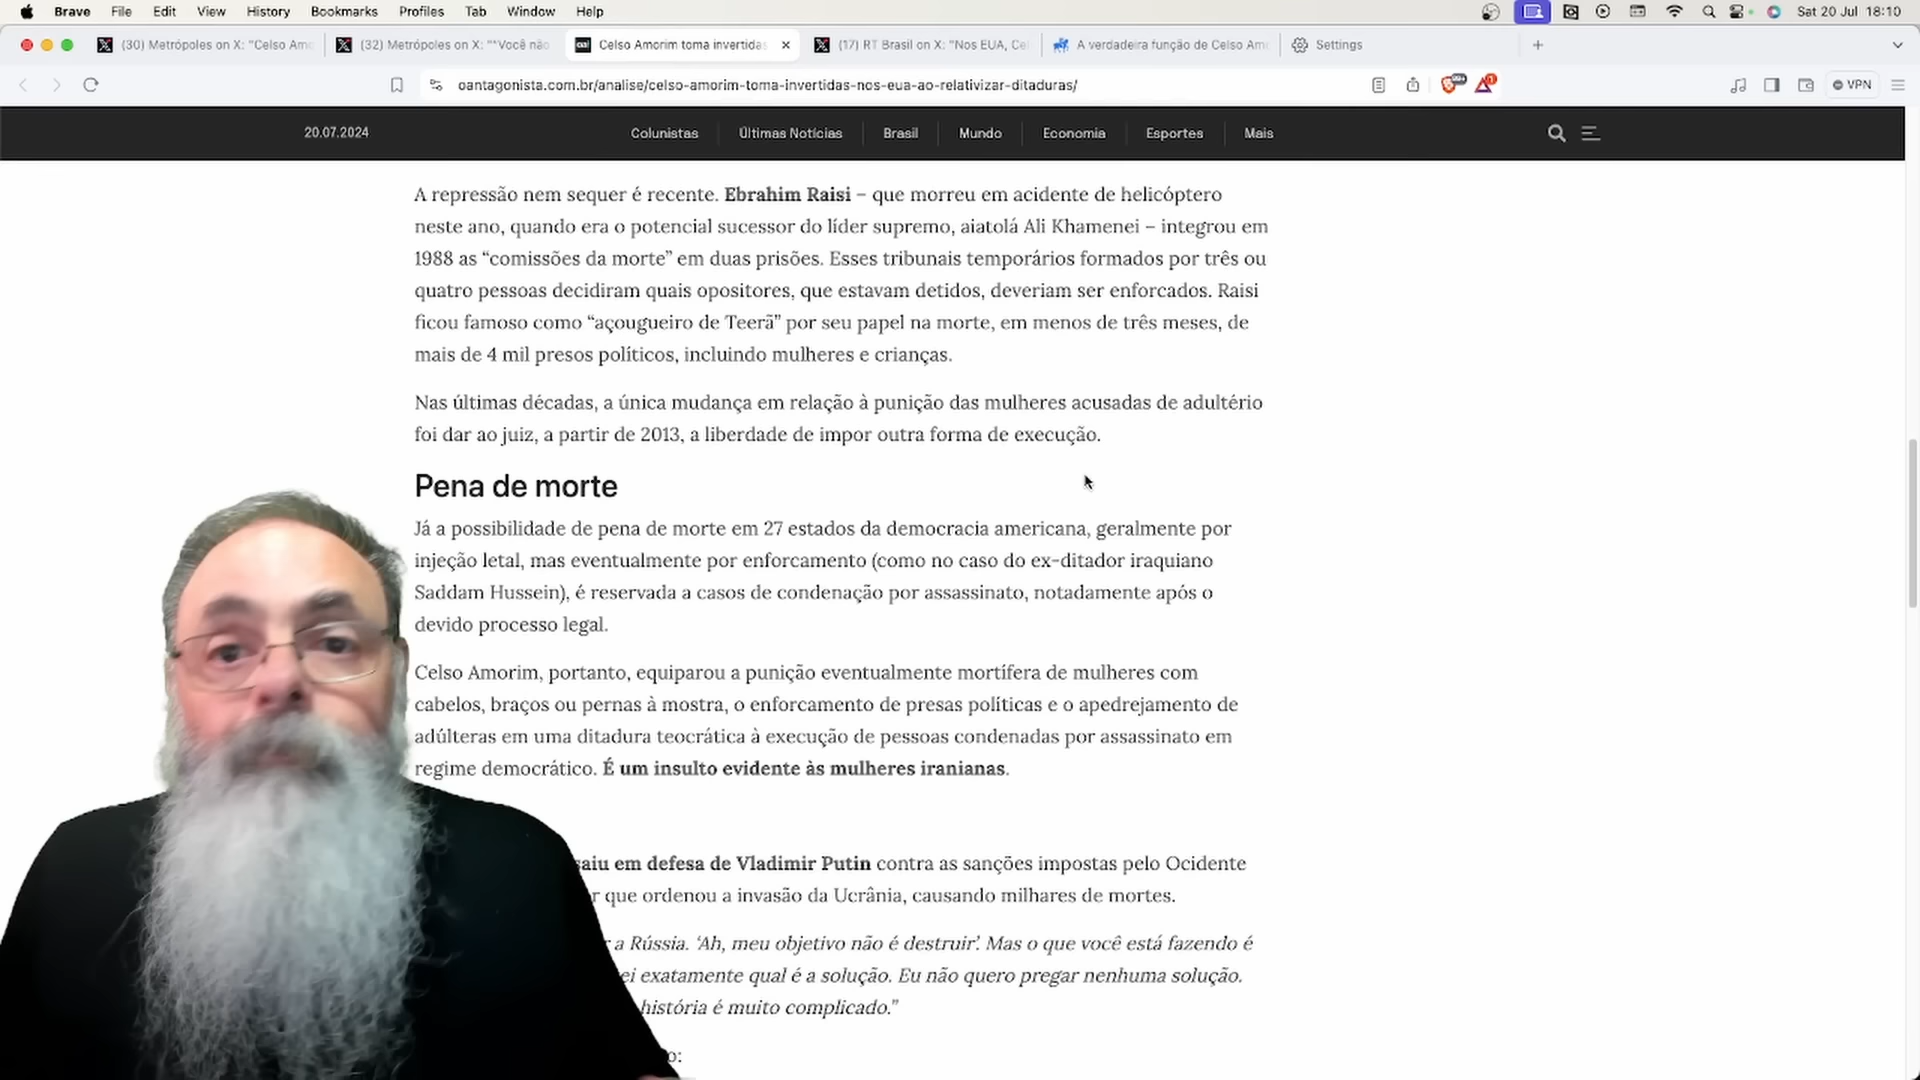 Brave File Edit View History Bookmarks Profiles Tab Window Help Sat 20 Jul 18:10
(30) Metrópoles on X: "Celso Amo (32) Metrópoles on X: ""Você não Celso Amorim toma invertidas (17) RT Brasil on X: "Nos EUA, Cel A verdadeira função de Celso Amo Settings
oantagonista.com.br/analise/celso-amorim-toma-invertidas-nos-eua-ao-relativizar-ditaduras/ VPN
20.07.2024 Colunistas Últimas Notícias Brasil Mundo Economia Esportes Mais
A repressão nem sequer é recente. Ebrahim Raisi – que morreu em acidente de helicóptero
neste ano, quando era o potencial sucessor do líder supremo, aiatolá Ali Khamenei – integrou em
1988 as “comissões da morte” em duas prisões. Esses tribunais temporários formados por três ou
quatro pessoas decidiram quais opositores, que estavam detidos, deveriam ser enforcados. Raisi
ficou famoso como “açougueiro de Teerã” por seu papel na morte, em menos de três meses, de
mais de 4 mil presos políticos, incluindo mulheres e crianças.
Nas últimas décadas, a única mudança em relação à punição das mulheres acusadas de adultério
foi dar ao juiz, a partir de 2013, a liberdade de impor outra forma de execução.
Pena de morte
Já a possibilidade de pena de morte em 27 estados da democracia americana, geralmente por
injeção letal, mas eventualmente por enforcamento (como no caso do ex-ditador iraquiano
Saddam Hussein), é reservada a casos de condenação por assassinato, notadamente após o
devido processo legal.
Celso Amorim, portanto, equiparou a punição eventualmente mortífera de mulheres com
cabelos, braços ou pernas à mostra, o enforcamento de presas políticas e o apedrejamento de
adúlteras em uma ditadura teocrática à execução de pessoas condenadas por assassinato em
regime democrático. É um insulto evidente às mulheres iranianas.
saiu em defesa de Vladimir Putin contra as sanções impostas pelo Ocidente
r que ordenou a invasão da Ucrânia, causando milhares de mortes.
r a Rússia. ‘Ah, meu objetivo não é destruir’. Mas o que você está fazendo é
ei exatamente qual é a solução. Eu não quero pregar nenhuma solução.
história é muito complicado.”
o: